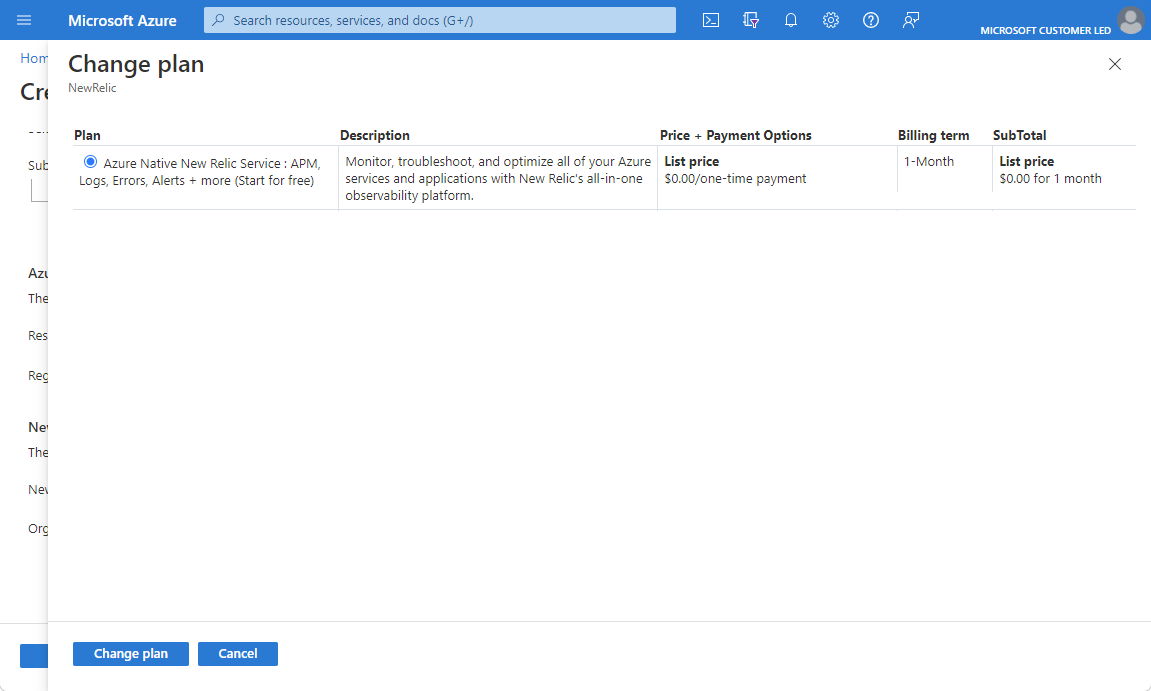 Microsoft Azure
Search resources, services, and docs (G+/)
MICROSOFT CUSTOMER LED
Change plan
NewRelic
Plan
Description
Price + Payment Options
Billing term
SubTotal
Azure Native New Relic Service : APM,
Logs, Errors, Alerts + more (Start for free)
Monitor, troubleshoot, and optimize all of your Azure
services and applications with New Relic's all-in-one
observability platform.
List price
$0.00/one-time payment
1-Month
List price
$0.00 for 1 month
Hom
Cre
Sub
Azu
The
Res
Reg
Nev
The
Nev
Org
Change plan
Cancel